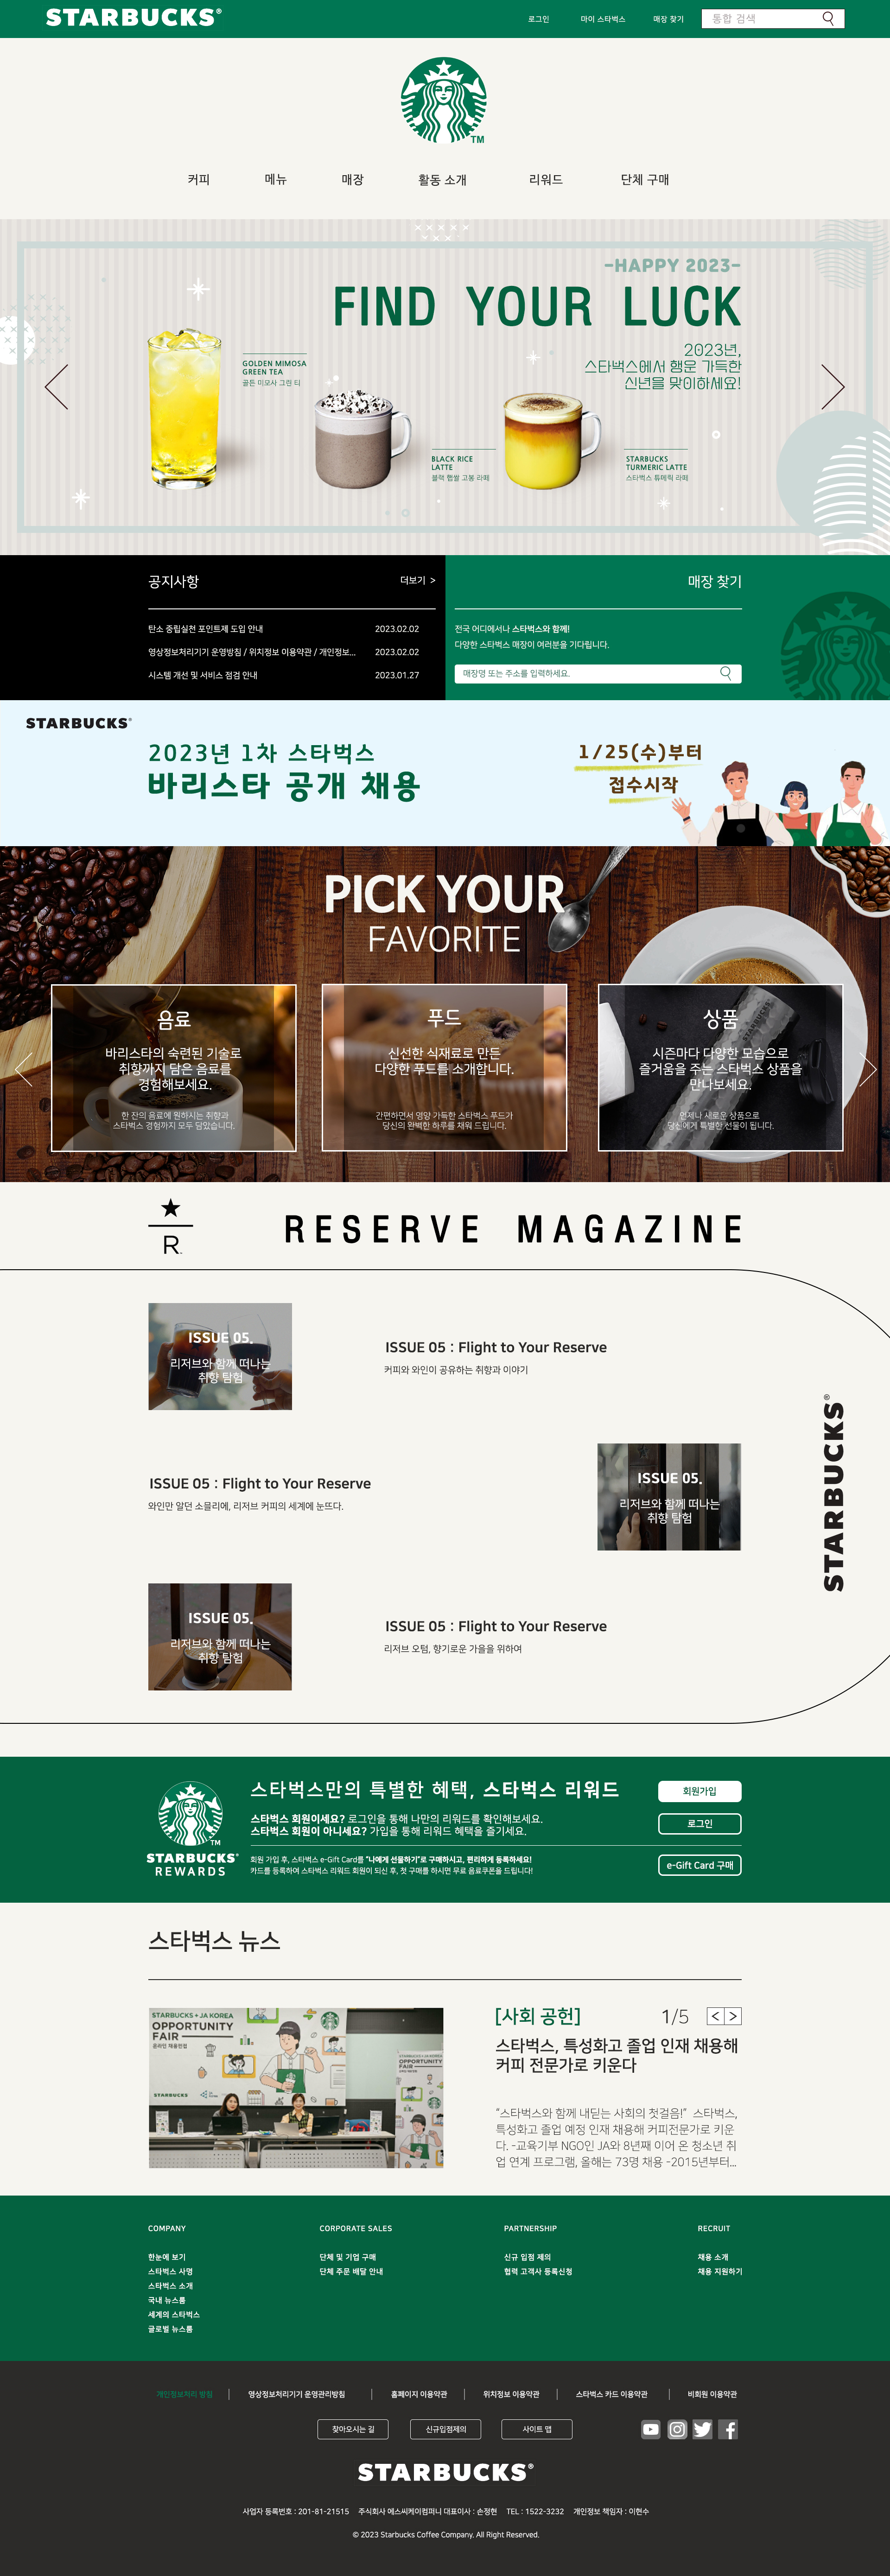 STARBUCKS®
로그인 마이 스타벅스 매장 찾기 통합 검색
TM
커피 메뉴 매장 활동 소개 리워드 단체 구매
-HAPPY 2023-
FIND YOUR LUCK
2023년,
스타벅스에서 행운 가득한
신년을 맞이하세요!
GOLDEN MIMOSA
GREEN TEA
골든 미모사 그린 티
BLACK RICE
LATTE
블랙 햅쌀 고봉 라떼
STARBUCKS
TURMERIC LATTE
스타벅스 튜메릭 라떼
공지사항 더보기 >
탄소 중립실천 포인트제 도입 안내 2023.02.02
영상정보처리기기 운영방침 / 위치정보 이용약관 / 개인정보... 2023.02.02
시스템 개선 및 서비스 점검 안내 2023.01.27
매장 찾기
전국 어디에서나 스타벅스와 함께!
다양한 스타벅스 매장이 여러분을 기다립니다.
매장명 또는 주소를 입력하세요.
STARBUCKS®
2023년 1차 스타벅스
바리스타 공개 채용
1/25(수)부터
접수시작
PICK YOUR
FAVORITE
음료
바리스타의 숙련된 기술로
취향까지 담은 음료를
경험해보세요.
한 잔의 음료에 원하시는 취향과
스타벅스 경험까지 모두 담았습니다.
푸드
신선한 식재료로 만든
다양한 푸드를 소개합니다.
간편하면서 영양 가득한 스타벅스 푸드가
당신의 완벽한 하루를 채워 드립니다.
상품
시즌마다 다양한 모습으로
즐거움을 주는 스타벅스 상품을
만나보세요.
언제나 새로운 상품으로
당신에게 특별한 선물이 됩니다.
R
RESERVE MAGAZINE
ISSUE 05.
리저브와 함께 떠나는
취향 탐험
ISSUE 05 : Flight to Your Reserve
커피와 와인이 공유하는 취향과 이야기
ISSUE 05 : Flight to Your Reserve
와인만 알던 소믈리에, 리저브 커피의 세계에 눈뜨다.
ISSUE 05.
리저브와 함께 떠나는
취향 탐험
STARBUCKS®
ISSUE 05.
리저브와 함께 떠나는
취향 탐험
ISSUE 05 : Flight to Your Reserve
리저브 오텀, 향기로운 가을을 위하여
TM
STARBUCKS®
REWARDS
스타벅스만의 특별한 혜택, 스타벅스 리워드
스타벅스 회원이세요? 로그인을 통해 나만의 리워드를 확인해보세요.
스타벅스 회원이 아니세요? 가입을 통해 리워드 혜택을 즐기세요.
회원 가입 후, 스타벅스 e-Gift Card를 "나에게 선물하기"로 구매하시고, 편리하게 등록하세요!
카드를 등록하여 스타벅스 리워드 회원이 되신 후, 첫 구매를 하시면 무료 음료쿠폰을 드립니다!
회원가입
로그인
e-Gift Card 구매
스타벅스 뉴스
STARBUCKS + JA KOREA
OPPORTUNITY
FAIR
온라인 채용면접
STARBUCKS
OPPORTUNITY
FAIR
[사회 공헌] 1/5 < >
스타벅스, 특성화고 졸업 인재 채용해
커피 전문가로 키운다
"스타벅스와 함께 내딛는 사회의 첫걸음!" 스타벅스,
특성화고 졸업 예정 인재 채용해 커피전문가로 키운
다. -교육기부 NGO인 JA와 8년째 이어 온 청소년 취
업 연계 프로그램, 올해는 73명 채용 -2015년부터...
COMPANY
한눈에 보기
스타벅스 사명
스타벅스 소개
국내 뉴스룸
세계의 스타벅스
글로벌 뉴스룸
CORPORATE SALES
단체 및 기업 구매
단체 주문 배달 안내
PARTNERSHIP
신규 입점 제의
협력 고객사 등록신청
RECRUIT
채용 소개
채용 지원하기
개인정보처리 방침 영상정보처리기기 운영관리방침 홈페이지 이용약관 위치정보 이용약관 스타벅스 카드 이용약관 비회원 이용약관
찾아오시는 길 신규입점제의 사이트 맵
STARBUCKS®
사업자 등록번호 : 201-81-21515 주식회사 에스씨케이컴퍼니 대표이사 : 손정현 TEL : 1522-3232 개인정보 책임자 : 이현수
© 2023 Starbucks Coffee Company. All Right Reserved.